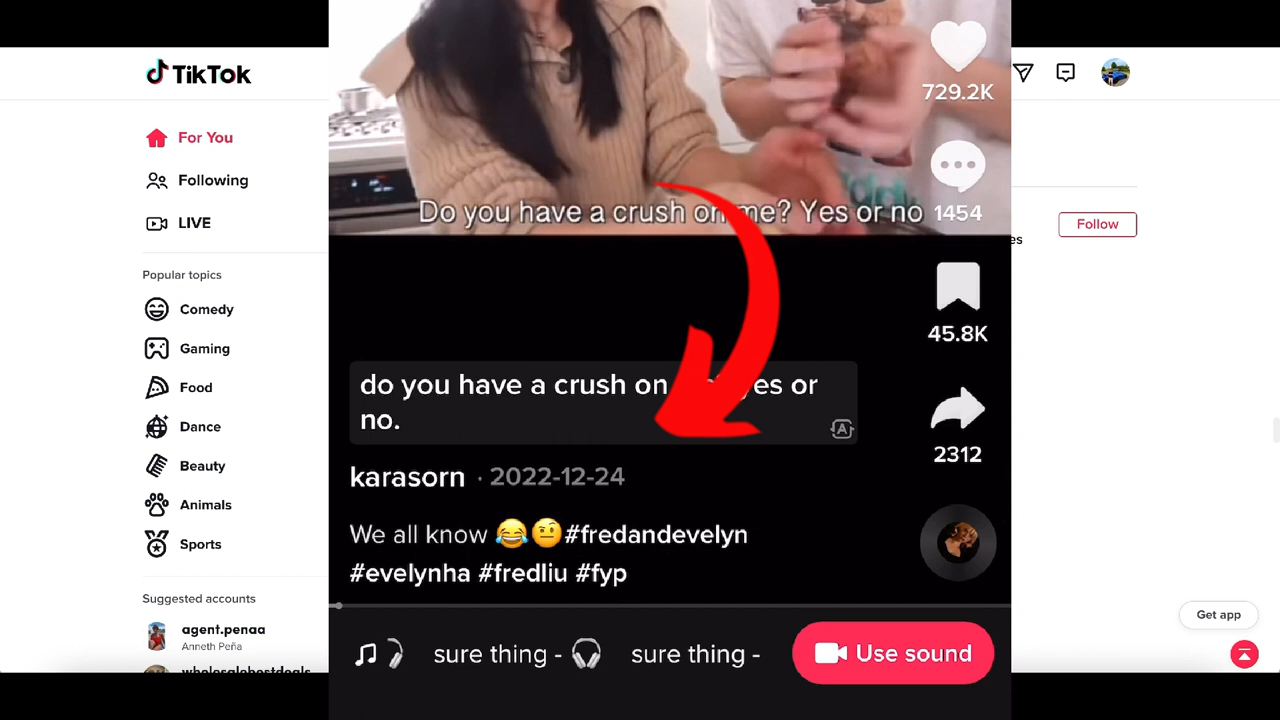 TikTok
For You
Following
LIVE
Popular topics
Comedy
Gaming
Food
Dance
Beauty
Animals
Sports
Suggested accounts
agent.penaa
Anneth Peña
Do you have a crush on me? Yes or no
729.2K
1454
45.8K
2312
do you have a crush on yes or
no.
karasorn · 2022-12-24
We all know 😂🤨#fredandevelyn
#evelynha #fredliu #fyp
sure thing - sure thing -
Use sound
es
Follow
Get app